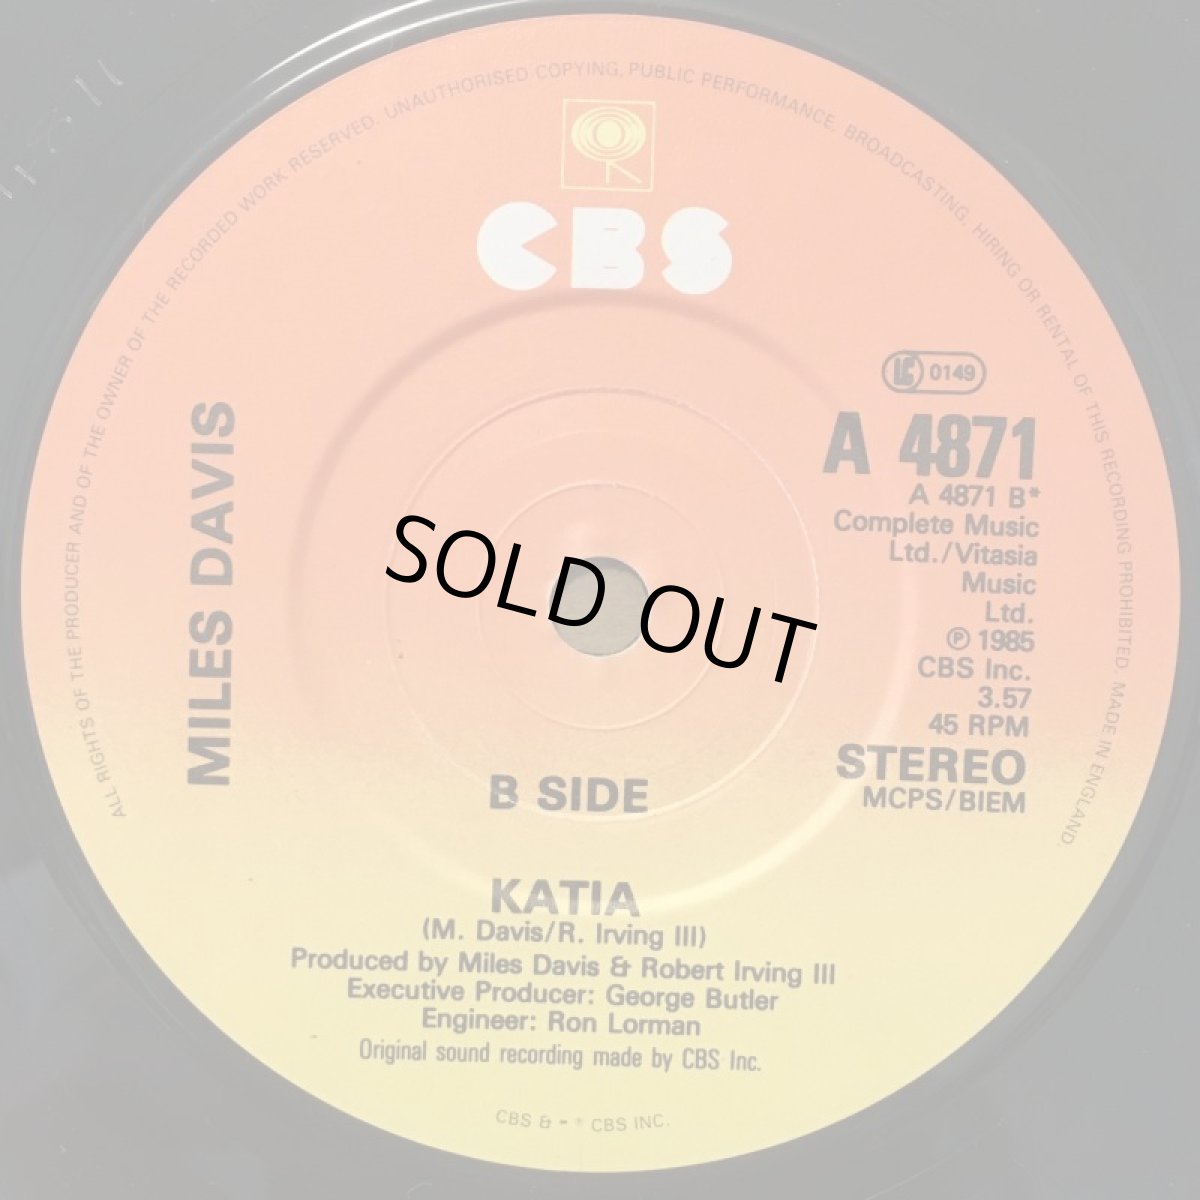 ALL RIGHTS OF THE PRODUCER AND OF THE OWNER OF THE RECORDED WORK RESERVED. UNAUTHORISED COPYING, PUBLIC PERFORMANCE, BROADCASTING, HIRING OR RENTAL OF THIS RECORDING PROHIBITED. MADE IN ENGLAND.
CBS
LC 0149
A 4871
A 4871 B*
Complete Music
Ltd./Vitasia
Music
Ltd.
℗ 1985
CBS Inc.
3.57
45 RPM
STEREO
MCPS/BIEM
MILES DAVIS
SOLD OUT
B SIDE
KATIA
(M. Davis/R. Irving III)
Produced by Miles Davis & Robert Irving III
Executive Producer: George Butler
Engineer: Ron Lorman
Original sound recording made by CBS Inc.
CBS & - * CBS INC.